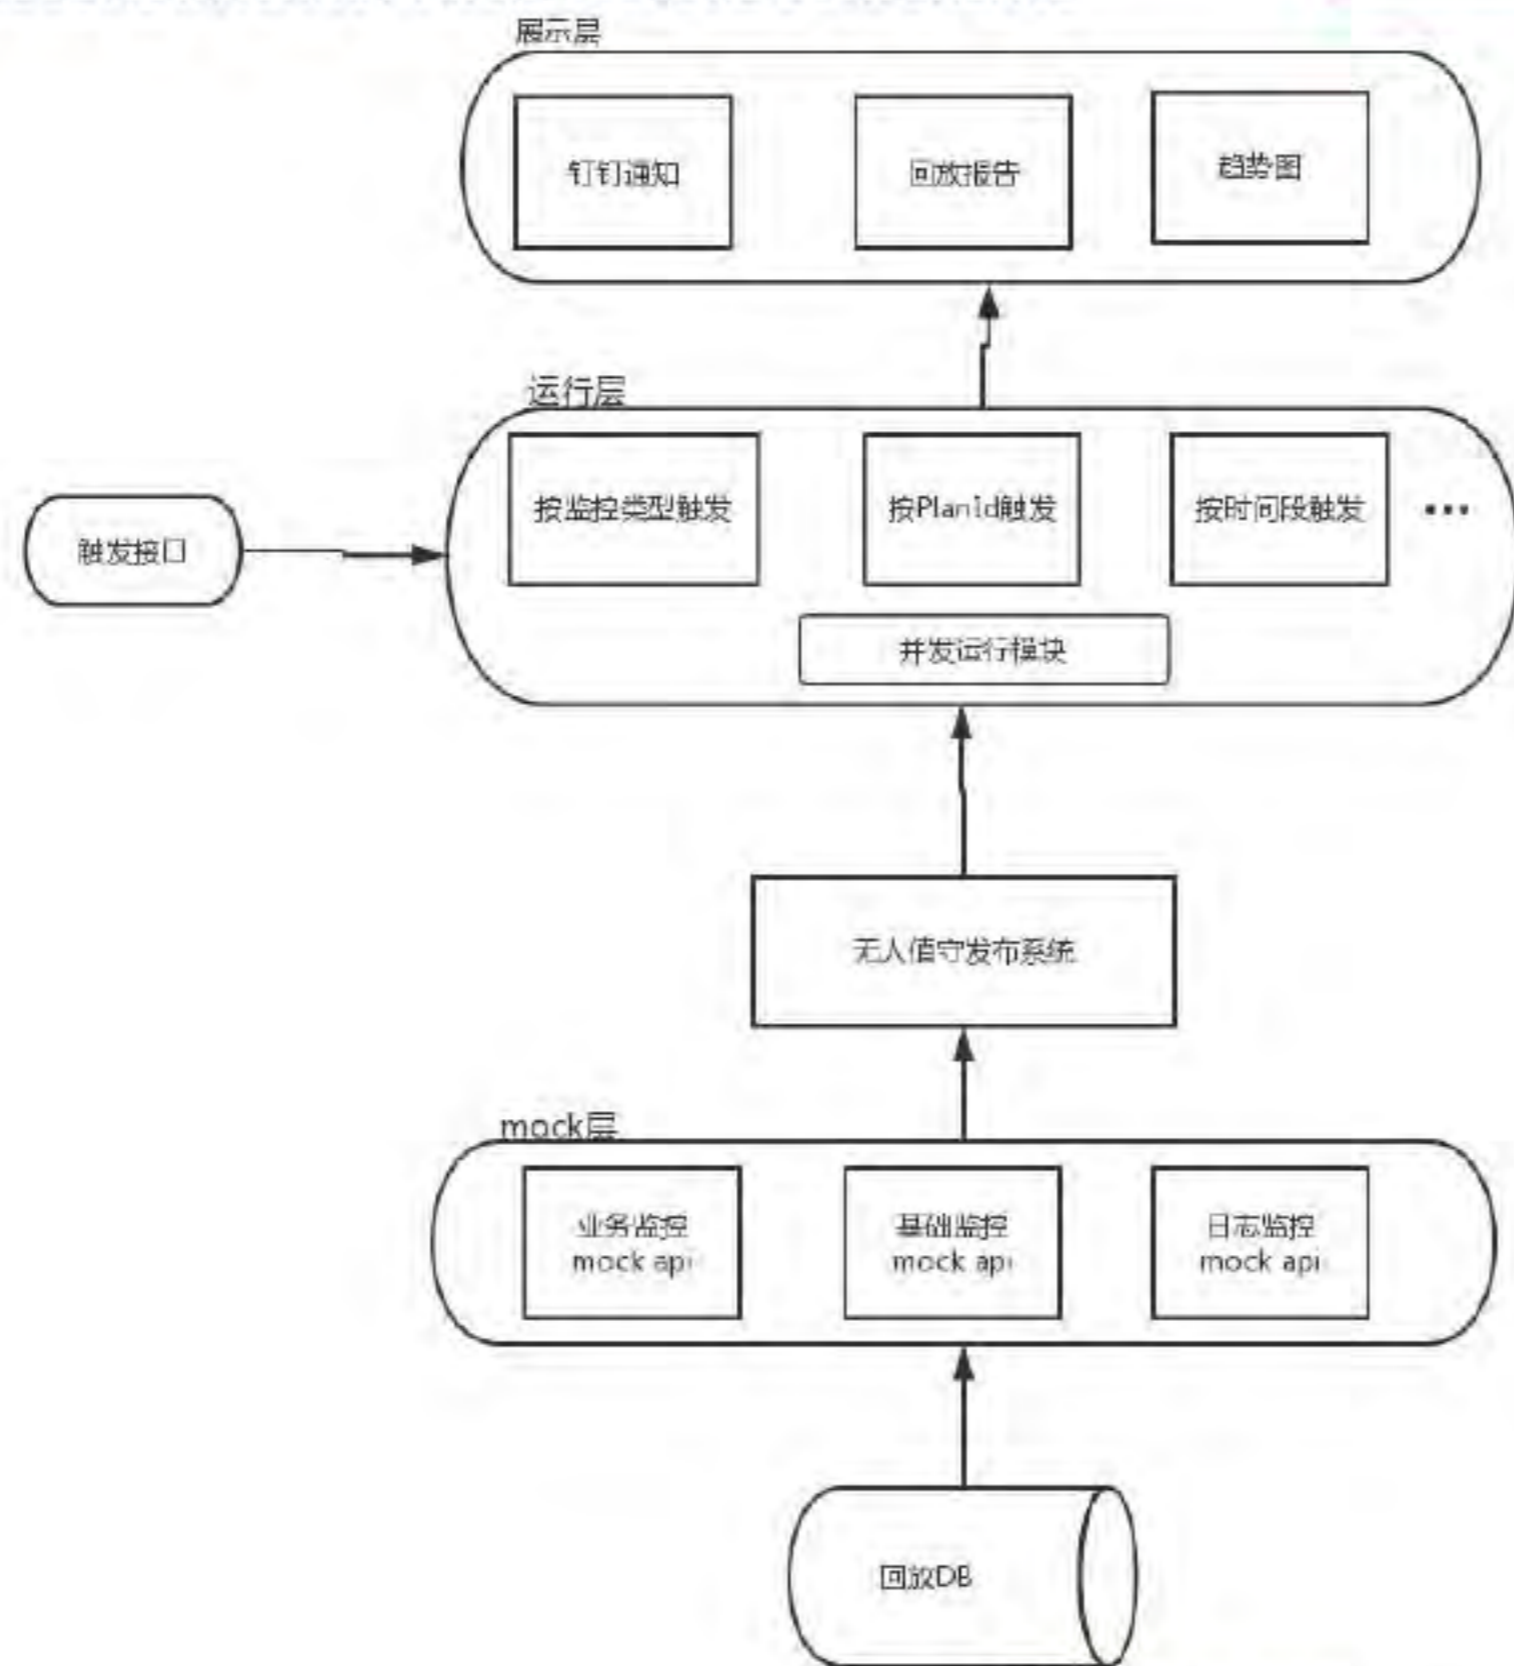 展示层
钉钉通知
回放报告
趋势图
运行层
按监控类型触发
按PlanId触发
按时间段触发
...
触发接口
并发运行模块
无人值守发布系统
mock层
业务监控
mock api
基础监控
mock api
日志监控
mock api
回放DB